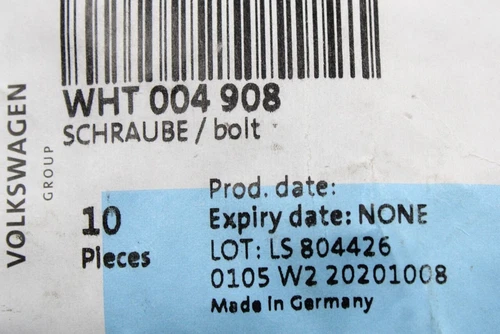 WHT 004 908
SCHRAUBE / bolt
VOLKSWAGEN
GROUP
10
Pieces
Prod. date:
Expiry date: NONE
LOT: LS 804426
0105 W2 20201008
Made in Germany